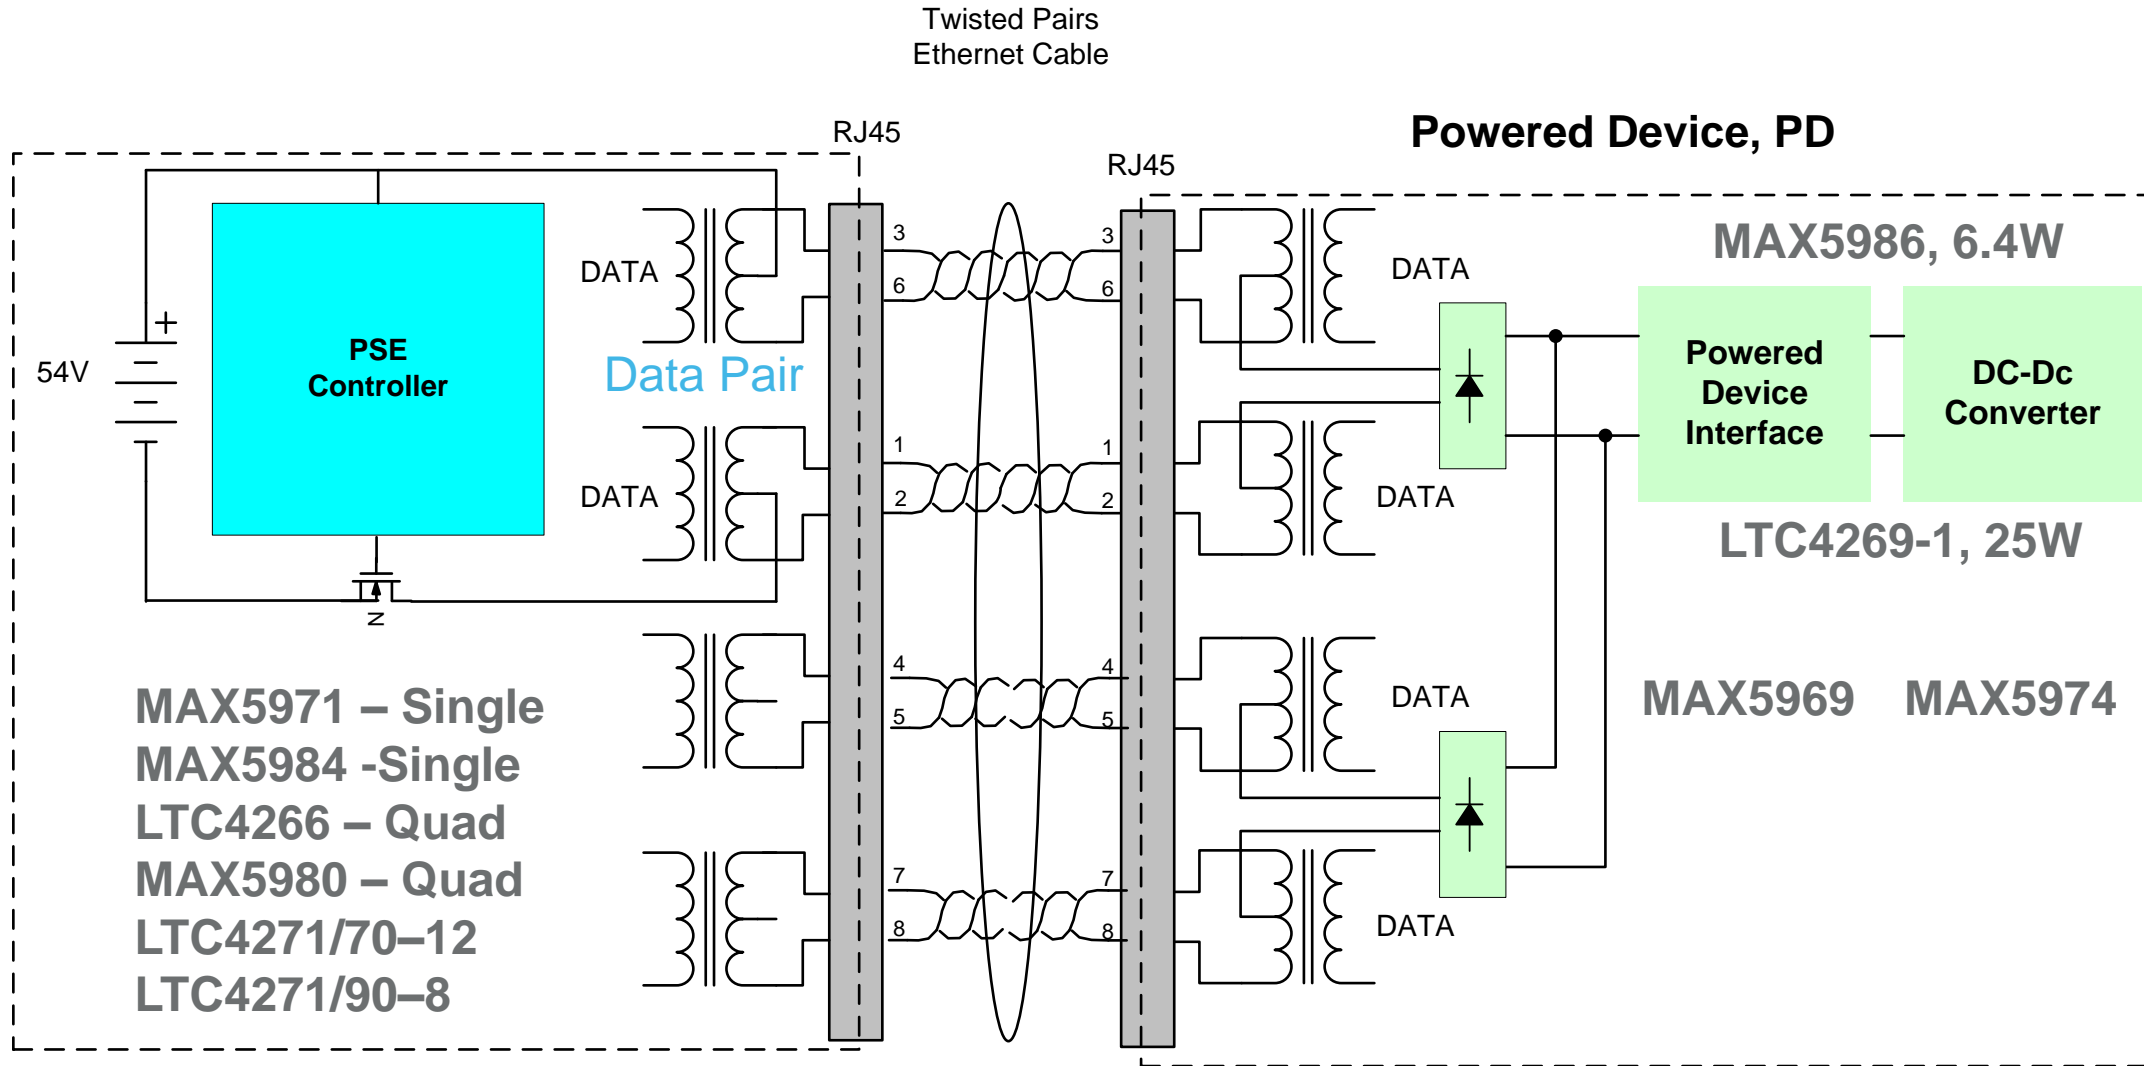 Twisted Pairs
Ethernet Cable
RJ45
Powered Device, PD
RJ45
54V
+
PSE
Controller
N
DATA
Data Pair
DATA
3
6
1
2
4
5
7
8
3
6
1
2
4
5
7
8
DATA
DATA
DATA
DATA
MAX5986, 6.4W
Powered
Device
Interface
DC-Dc
Converter
LTC4269-1, 25W
MAX5969
MAX5974
MAX5971 – Single
MAX5984 -Single
LTC4266 – Quad
MAX5980 – Quad
LTC4271/70–12
LTC4271/90–8